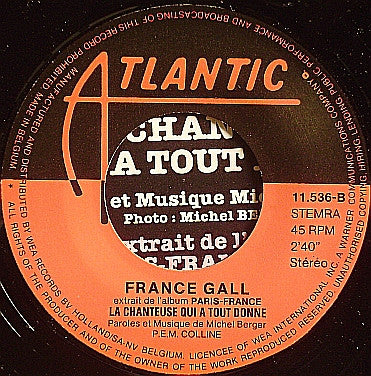 MANUFACTURED AND DISTRIBUTED BY WEA RECORDS BV HOLLAND/SA-NV BELGIUM. LICENCEE OF WEA INTERNATIONAL INC. A WARNER COMMUNICATIONS COMPANY.
ALL RIGHTS OF THE PRODUCER AND OF THE OWNER OF THE WORK REPRODUCED RESERVED UNAUTHORISED COPYING, HIRING, LENDING, PUBLIC PERFORMANCE AND BROADCASTING OF THIS RECORD PROHIBITED MADE IN BELGIUM
ATLANTIC
CHAN
A TOUT
et Musique Mi
Photo : Michel BE
xtrait de l'
S-FRAN
11.536-B
STEMRA
45 RPM
2'40"
Stéréo
FRANCE GALL
extrait de l'album PARIS-FRANCE
LA CHANTEUSE QUI A TOUT DONNE
Paroles et Musique de Michel Berger
P.E.M. COLLINE